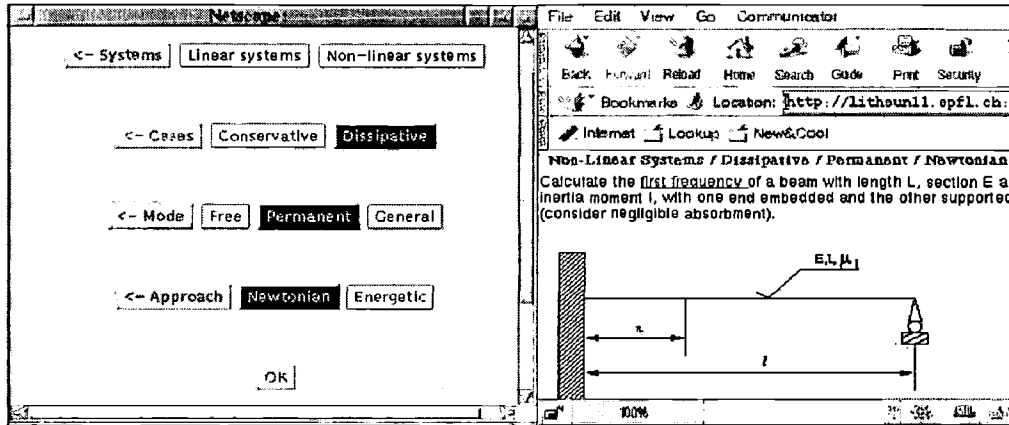 Netscape:
<- Systems Linear systems Non-linear systems
<- Cases Conservative Dissipative
<- Mode Free Permanent General
<- Approach Newtonian Energetic
OK
File Edit View Go Communicator
Back Forward Reload Home Search Guide Print Security
Bookmarks Location: http://lithsun11.epfl.ch:
Internet Lookup New&Cool
Non-Linear Systems / Dissipative / Permanent / Newtonian
Calculate the first frequency of a beam with length L, section E a
inertia moment I, with one end embedded and the other supported
(consider negligible absorbment).
E, I, μ
x
l
100%